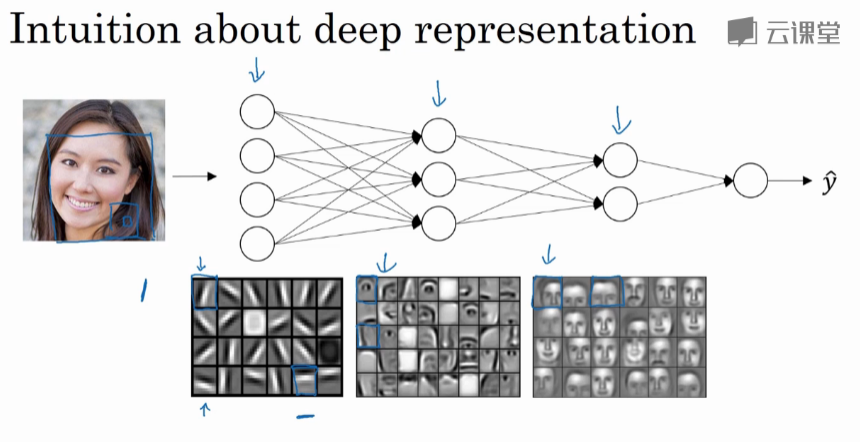 Intuition about deep representation
云课堂
ŷ